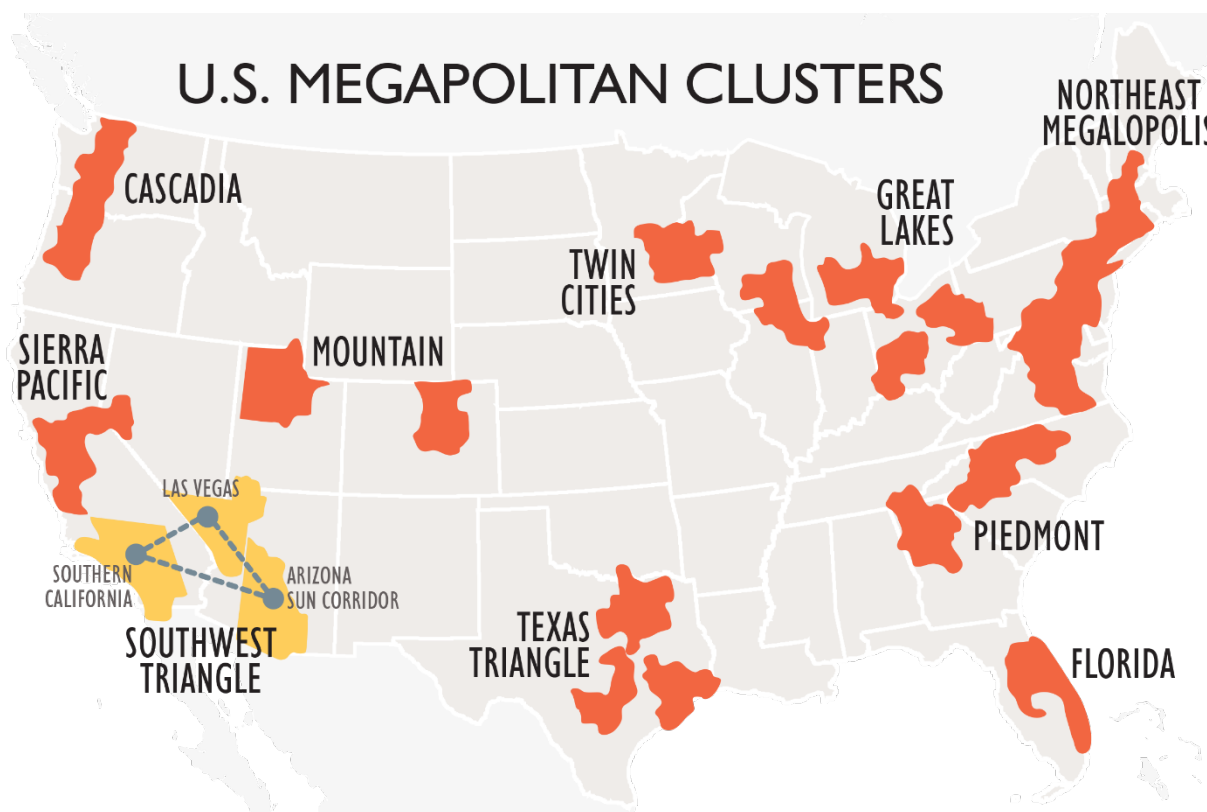 U.S. MEGAPOLITAN CLUSTERS
NORTHEAST
MEGALOPIS
CASCADIA
GREAT
LAKES
TWIN
CITIES
SIERRA
PACIFIC
MOUNTAIN
LAS VEGAS
SOUTHERN
CALIFORNIA
ARIZONA
SUN CORRIDOR
SOUTHWEST
TRIANGLE
TEXAS
TRIANGLE
PIEDMONT
FLORIDA